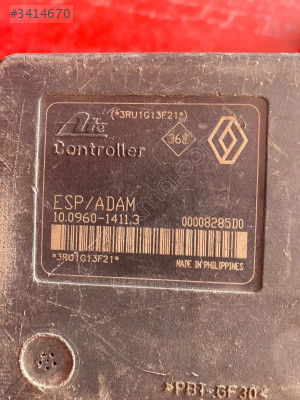 #3414670
(*3RU1G13F21*)
Ate
368
Controller
ESP/ADAM
10.0960-1411.3
00008285D0
*3RU1G13F21*
MADE IN PHILIPPINES
>PBT-GF30<